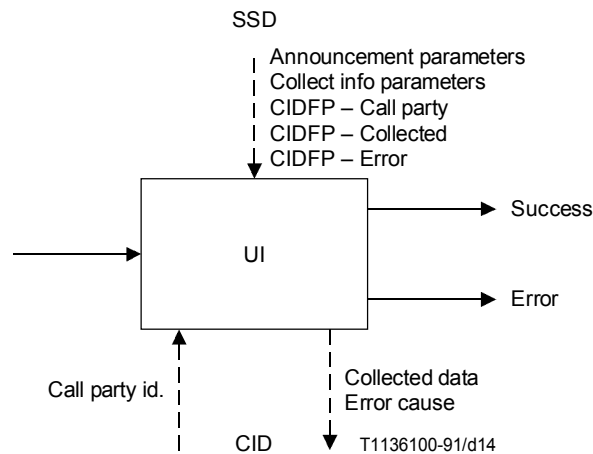 SSD
Announcement parameters
Collect info parameters
CIDFP – Call party
CIDFP – Collected
CIDFP – Error
Success
UI
Error
Call party id.
Collected data
Error cause
CID
T1136100-91/d14